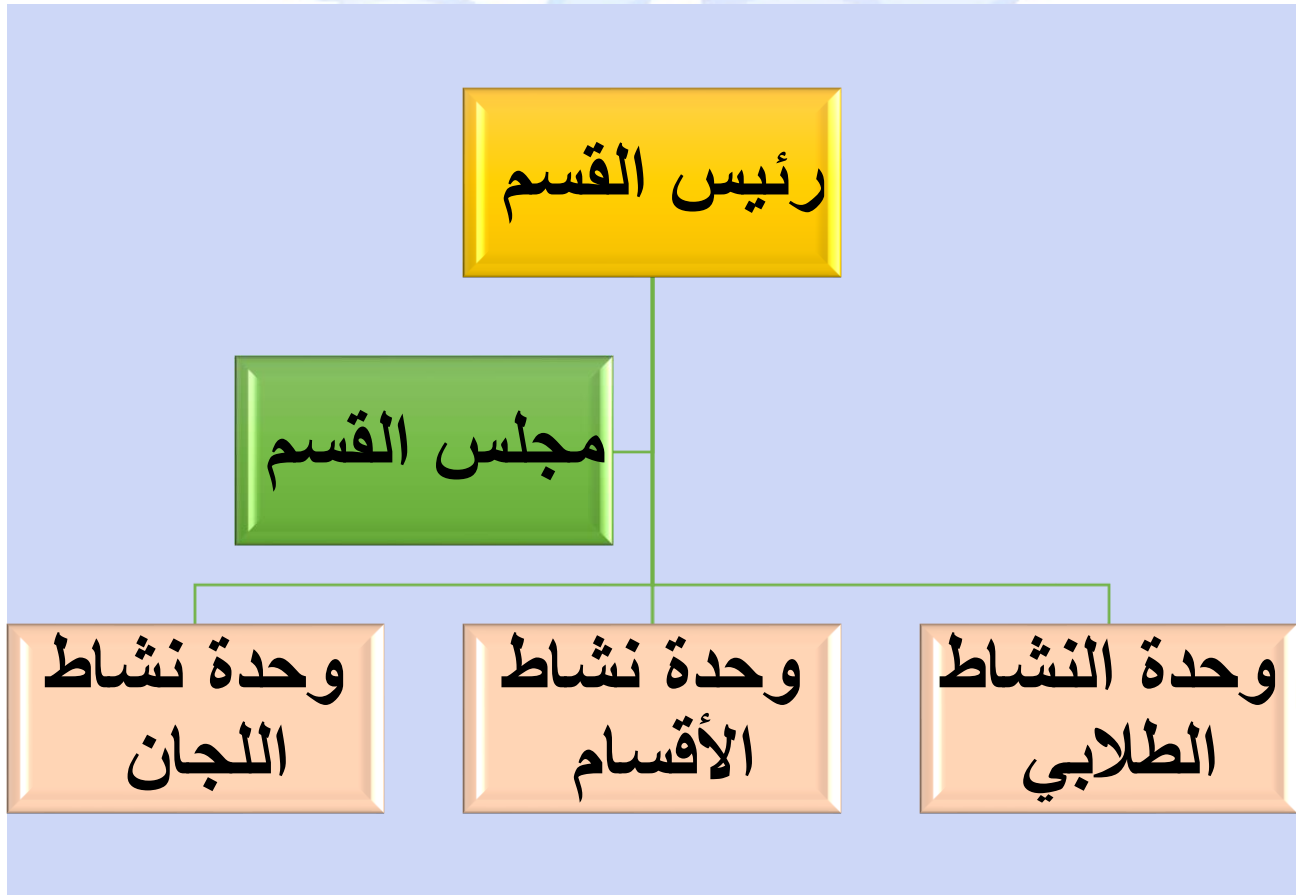 رئيس القسم
مجلس القسم
وحدة النشاط
الطلابي
وحدة نشاط
الأقسام
وحدة نشاط
اللجان